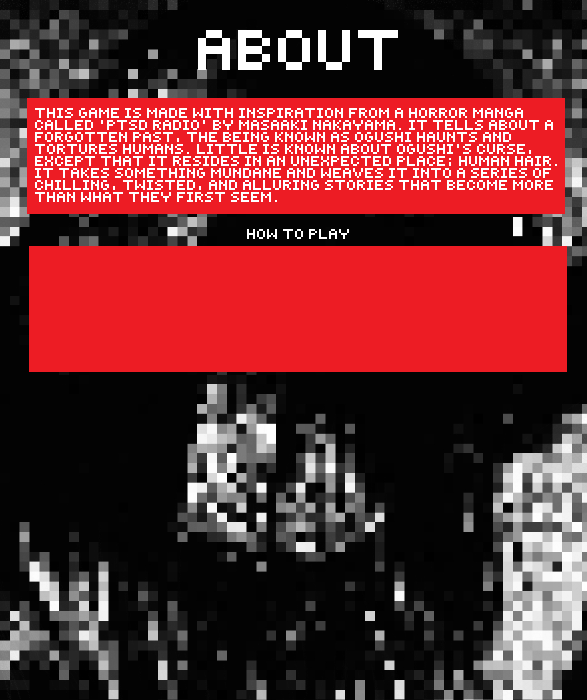 ABOUT
THIS GAME IS MADE WITH INSPIRATION FROM A HORROR MANGA
CALLED 'PTSD RADIO' BY MASAAKI NAKAYAMA. IT TELLS ABOUT A
FORGOTTEN PAST, THE BEING KNOWN AS OGUSHI HAUNTS AND
TORTURES HUMANS. LITTLE IS KNOWN ABOUT OGUSHI'S CURSE,
EXCEPT THAT IT RESIDES IN AN UNEXPECTED PLACE: HUMAN HAIR.
IT TAKES SOMETHING MUNDANE AND WEAVES IT INTO A SERIES OF
CHILLING, TWISTED, AND ALLURING STORIES THAT BECOME MORE
THAN WHAT THEY FIRST SEEM.
HOW TO PLAY